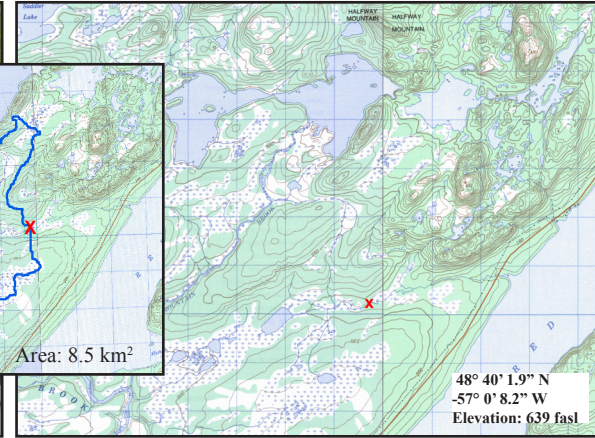 Saddler
Lake
HALFWAY
MOUNTAIN
HALFWAY
MOUNTAIN
X
X
R E
Area: 8.5 km²
BROOK
R E D
48° 40' 1.9” N
-57° 0' 8.2” W
Elevation: 639 fasl